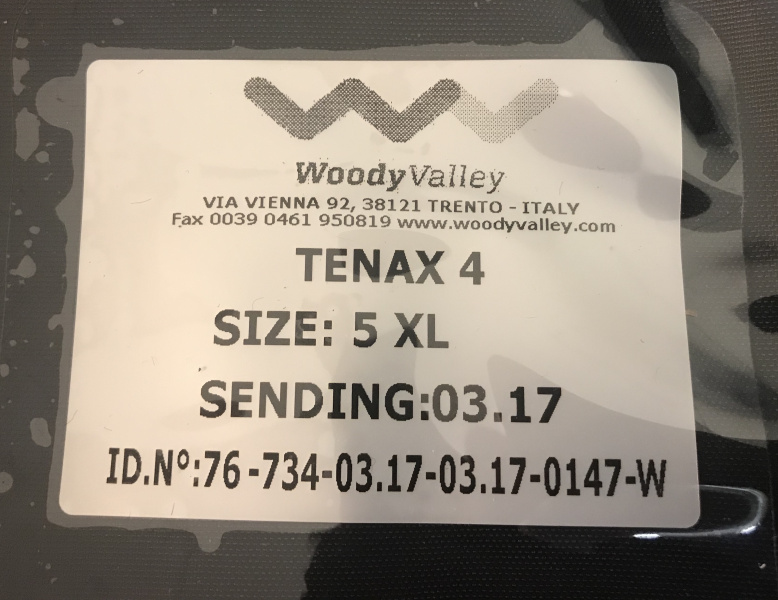 WoodyValley
VIA VIENNA 92, 38121 TRENTO - ITALY
Fax 0039 0461 950819 www.woodyvalley.com
TENAX 4
SIZE: 5 XL
SENDING:03.17
ID.Nº:76-734-03.17-03.17-0147-W